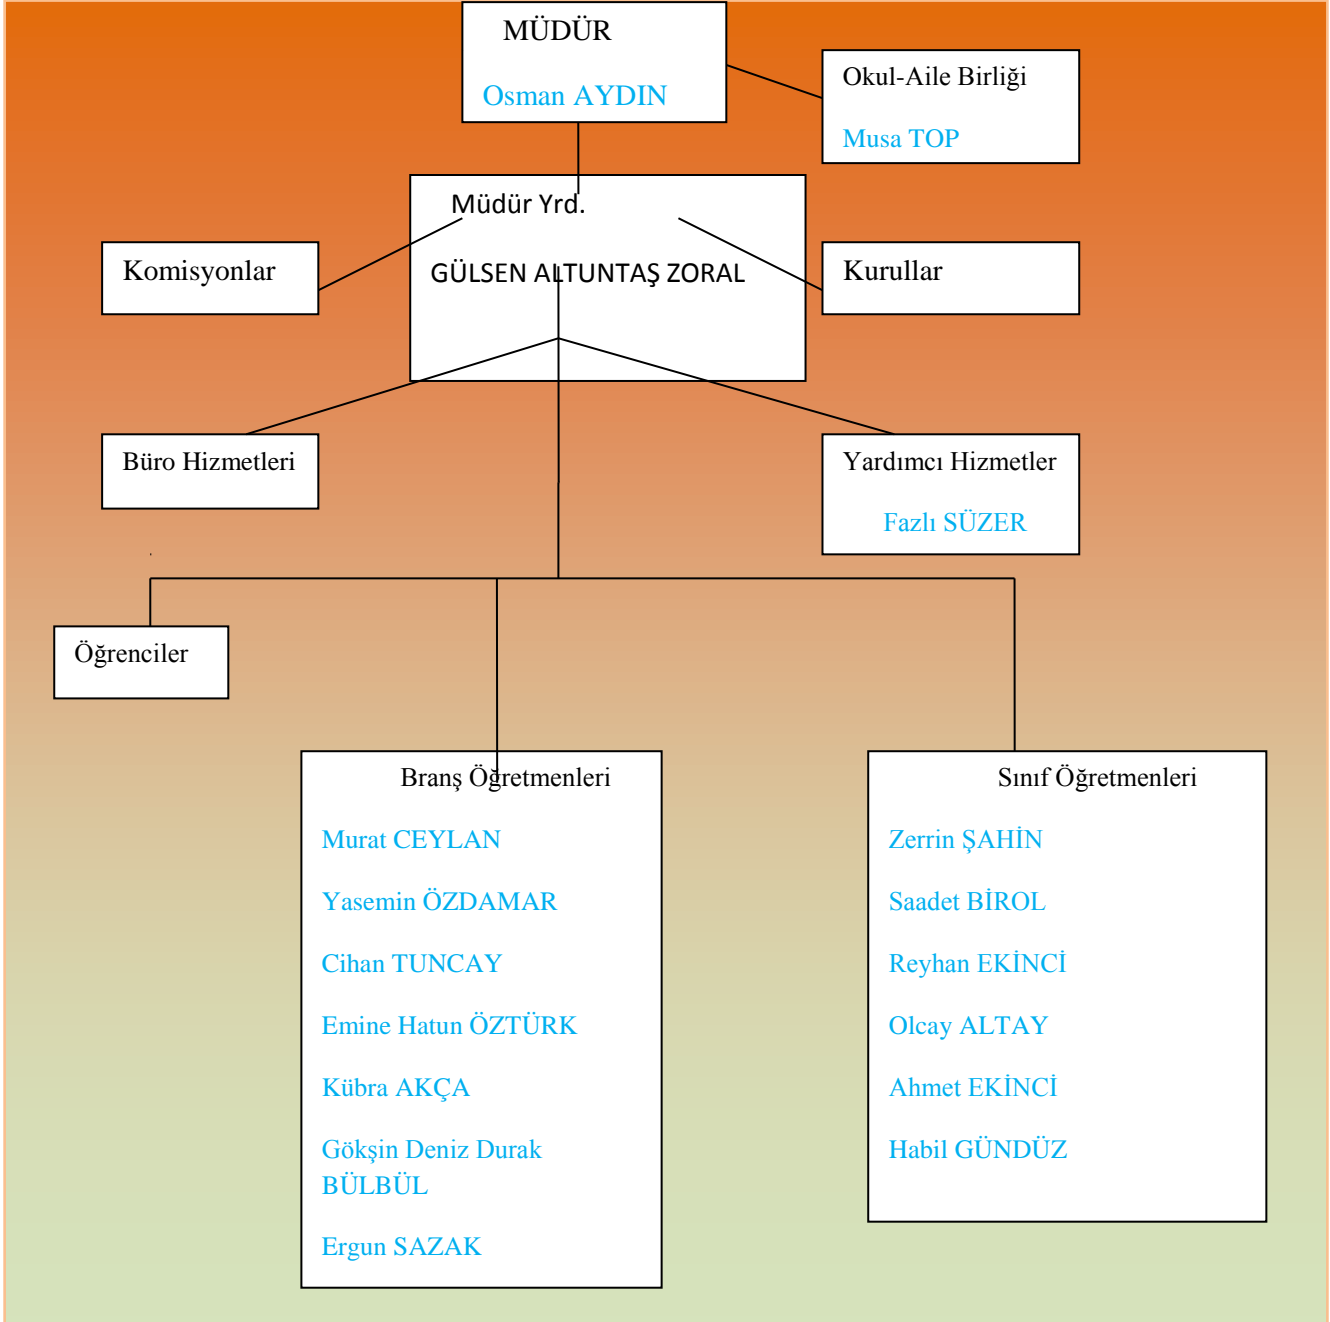 MÜDÜR
Osman AYDIN
Okul-Aile Birliği
Musa TOP
Müdür Yrd.
GÜLSEN ALTUNTAŞ ZORAL
Komisyonlar
Kurullar
Büro Hizmetleri
Yardımcı Hizmetler
Fazlı SÜZER
Öğrenciler
Branş Öğretmenleri
Murat CEYLAN
Yasemin ÖZDAMAR
Cihan TUNCAY
Emine Hatun ÖZTÜRK
Kübra AKÇA
Gökşin Deniz Durak
BÜLBÜL
Ergun SAZAK
Sınıf Öğretmenleri
Zerrin ŞAHİN
Saadet BİROL
Reyhan EKİNCİ
Olcay ALTAY
Ahmet EKİNCİ
Habil GÜNDÜZ